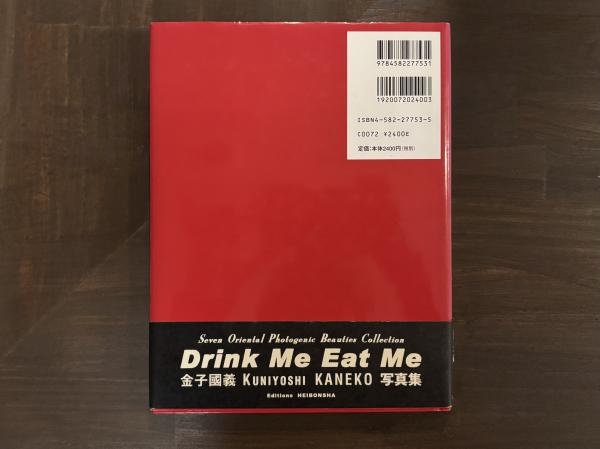 9784582277531
1920072024003
ISBN4-582-27753-5
C0072 ¥2400E
定価:本体2400円(税別)
Seven Oriental Photogenic Beauties Collection
Drink Me Eat Me
金子國義 KUNIYOSHI KANEKO 写真集
Editions HEIBONSHA